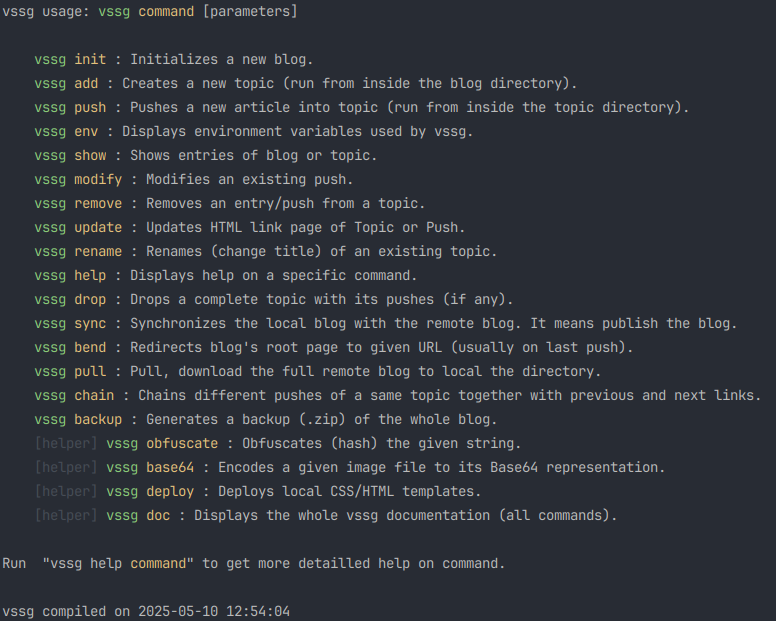 vssg usage: vssg command [parameters]
vssg init : Initializes a new blog.
vssg add : Creates a new topic (run from inside the blog directory).
vssg push : Pushes a new article into topic (run from inside the topic directory).
vssg env : Displays environment variables used by vssg.
vssg show : Shows entries of blog or topic.
vssg modify : Modifies an existing push.
vssg remove : Removes an entry/push from a topic.
vssg update : Updates HTML link page of Topic or Push.
vssg rename : Renames (change title) of an existing topic.
vssg help : Displays help on a specific command.
vssg drop : Drops a complete topic with its pushes (if any).
vssg sync : Synchronizes the local blog with the remote blog. It means publish the blog.
vssg bend : Redirects blog's root page to given URL (usually on last push).
vssg pull : Pull, download the full remote blog to local the directory.
vssg chain : Chains different pushes of a same topic together with previous and next links.
vssg backup : Generates a backup (.zip) of the whole blog.
[helper] vssg obfuscate : Obfuscates (hash) the given string.
[helper] vssg base64 : Encodes a given image file to its Base64 representation.
[helper] vssg deploy : Deploys local CSS/HTML templates.
[helper] vssg doc : Displays the whole vssg documentation (all commands).
Run  "vssg help command" to get more detailled help on command.
vssg compiled on 2025-05-10 12:54:04